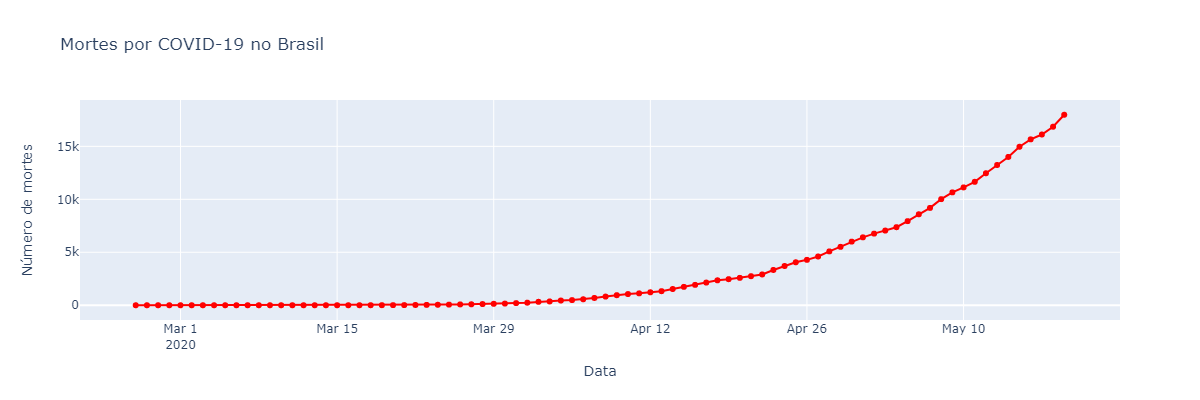 Mortes por COVID-19 no Brasil
Número de mortes
15k
10k
5k
0
Mar 1
2020
Mar 15
Mar 29
Apr 12
Apr 26
May 10
Data